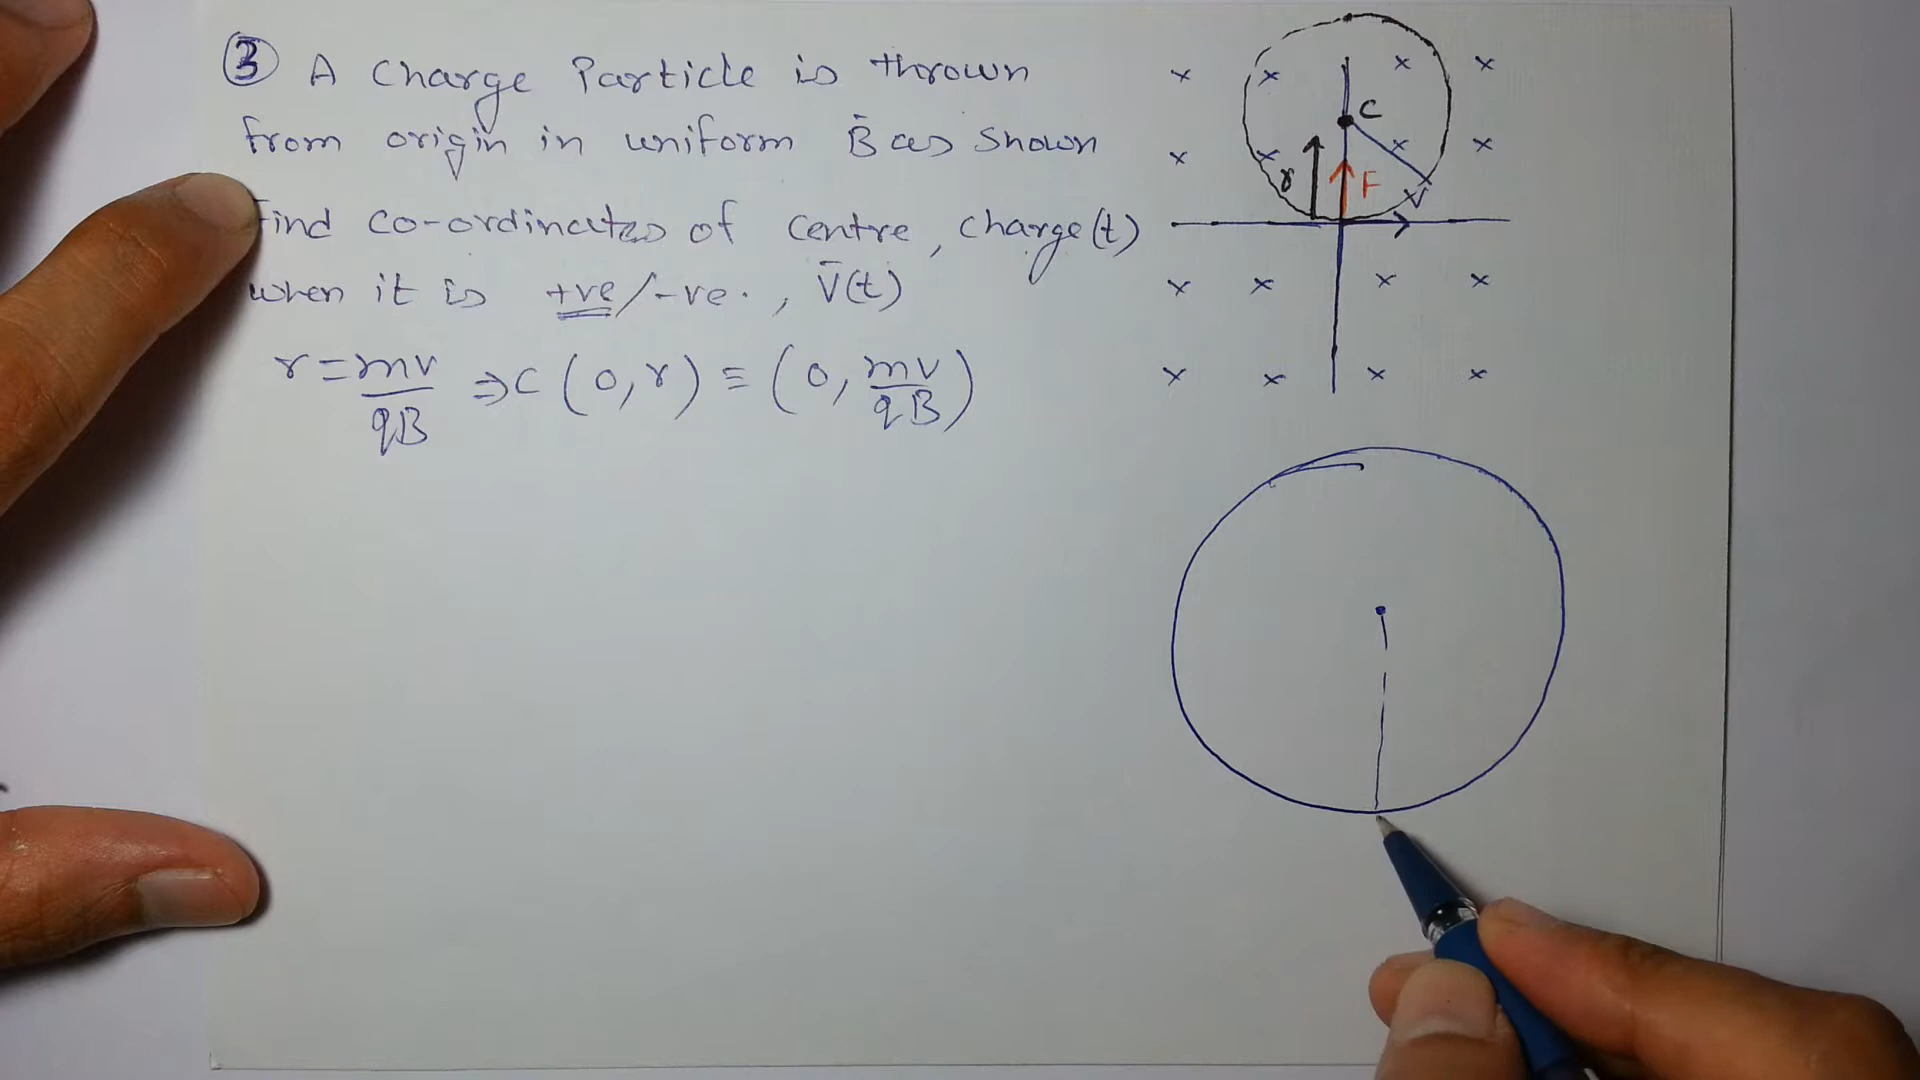 ③ A Charge Particle is thrown
from origin in uniform B̄ as shown
Find co-ordinates of centre, charge(t)
when it is +ve/-ve. , V̄(t)
r = mv/qB ⇒ C (0, r) ≡ (0, mv/qB)
× × × ×
C
× × × ×
r F V
× × × ×
× × × ×